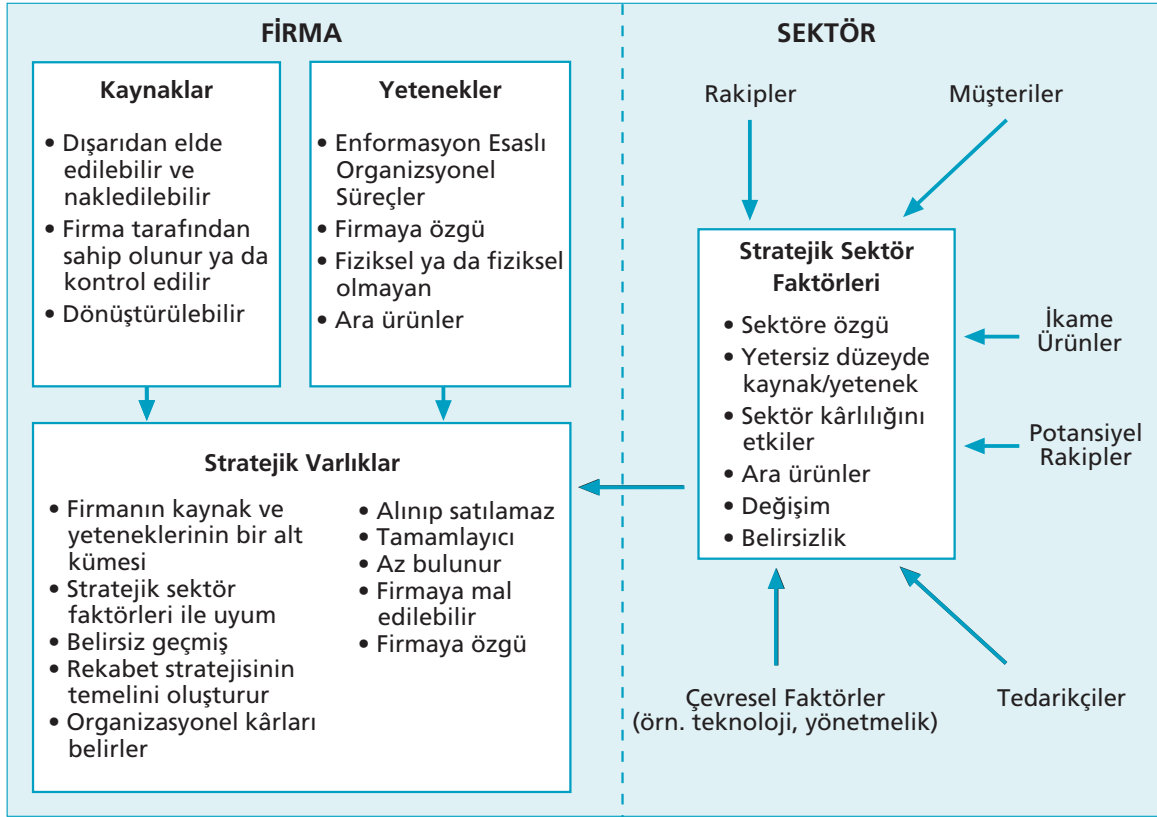 FİRMA
Kaynaklar
• Dışarıdan elde
edilebilir ve
nakledilebilir
• Firma tarafından
sahip olunur ya da
kontrol edilir
• Dönüştürülebilir
Yetenekler
• Enformasyon Esaslı
Organizsyonel
Süreçler
• Firmaya özgü
• Fiziksel ya da fiziksel
olmayan
• Ara ürünler
Stratejik Varlıklar
• Firmanın kaynak ve
yeteneklerinin bir alt
kümesi
• Stratejik sektör
faktörleri ile uyum
• Belirsiz geçmiş
• Rekabet stratejisinin
temelini oluşturur
• Organizasyonel kârları
belirler
• Alınıp satılamaz
• Tamamlayıcı
• Az bulunur
• Firmaya mal
edilebilir
• Firmaya özgü
SEKTÖR
Rakipler
Müşteriler
Stratejik Sektör
Faktörleri
• Sektöre özgü
• Yetersiz düzeyde
kaynak/yetenek
• Sektör kârlılığını
etkiler
• Ara ürünler
• Değişim
• Belirsizlik
İkame
Ürünler
Potansiyel
Rakipler
Çevresel Faktörler
(örn. teknoloji, yönetmelik)
Tedarikçiler